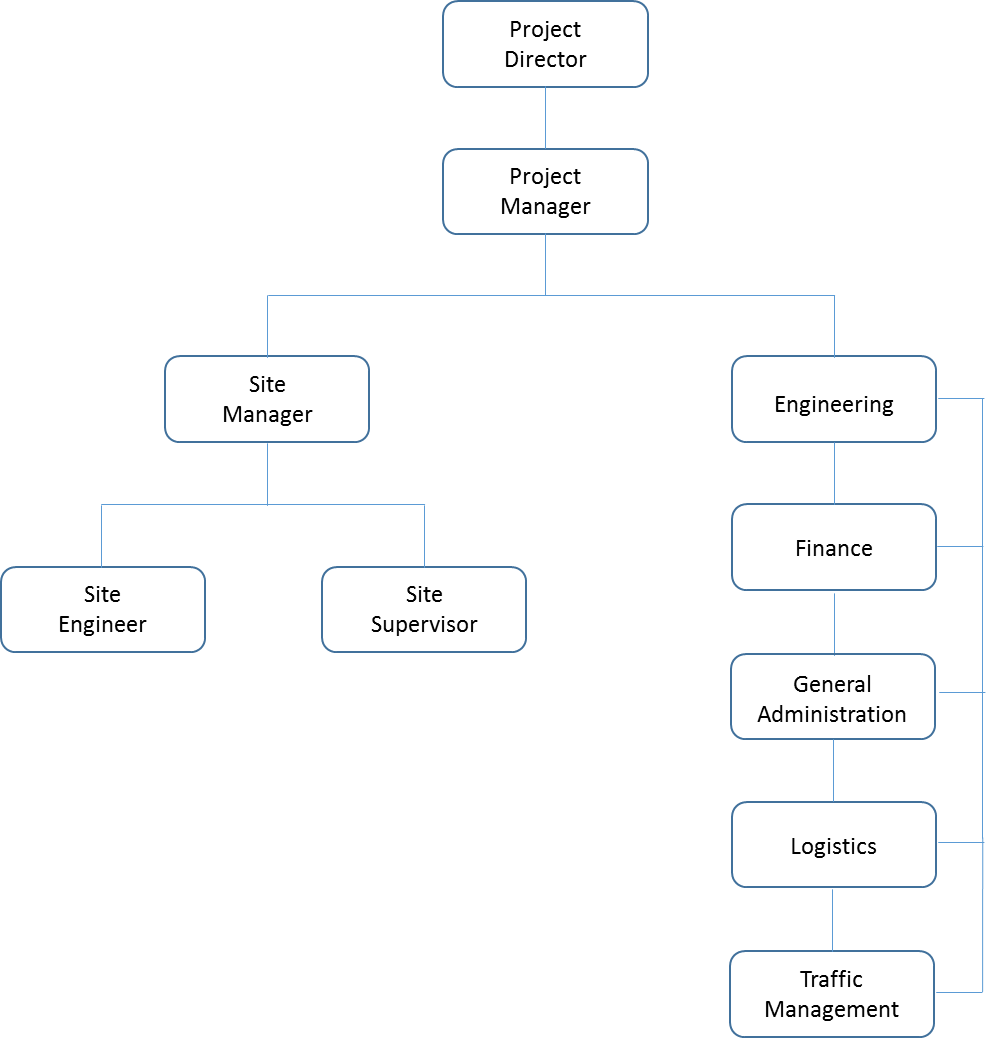 Project
Director
Project
Manager
Site
Manager
Engineering
Finance
Site
Engineer
Site
Supervisor
General
Administration
Logistics
Traffic
Management